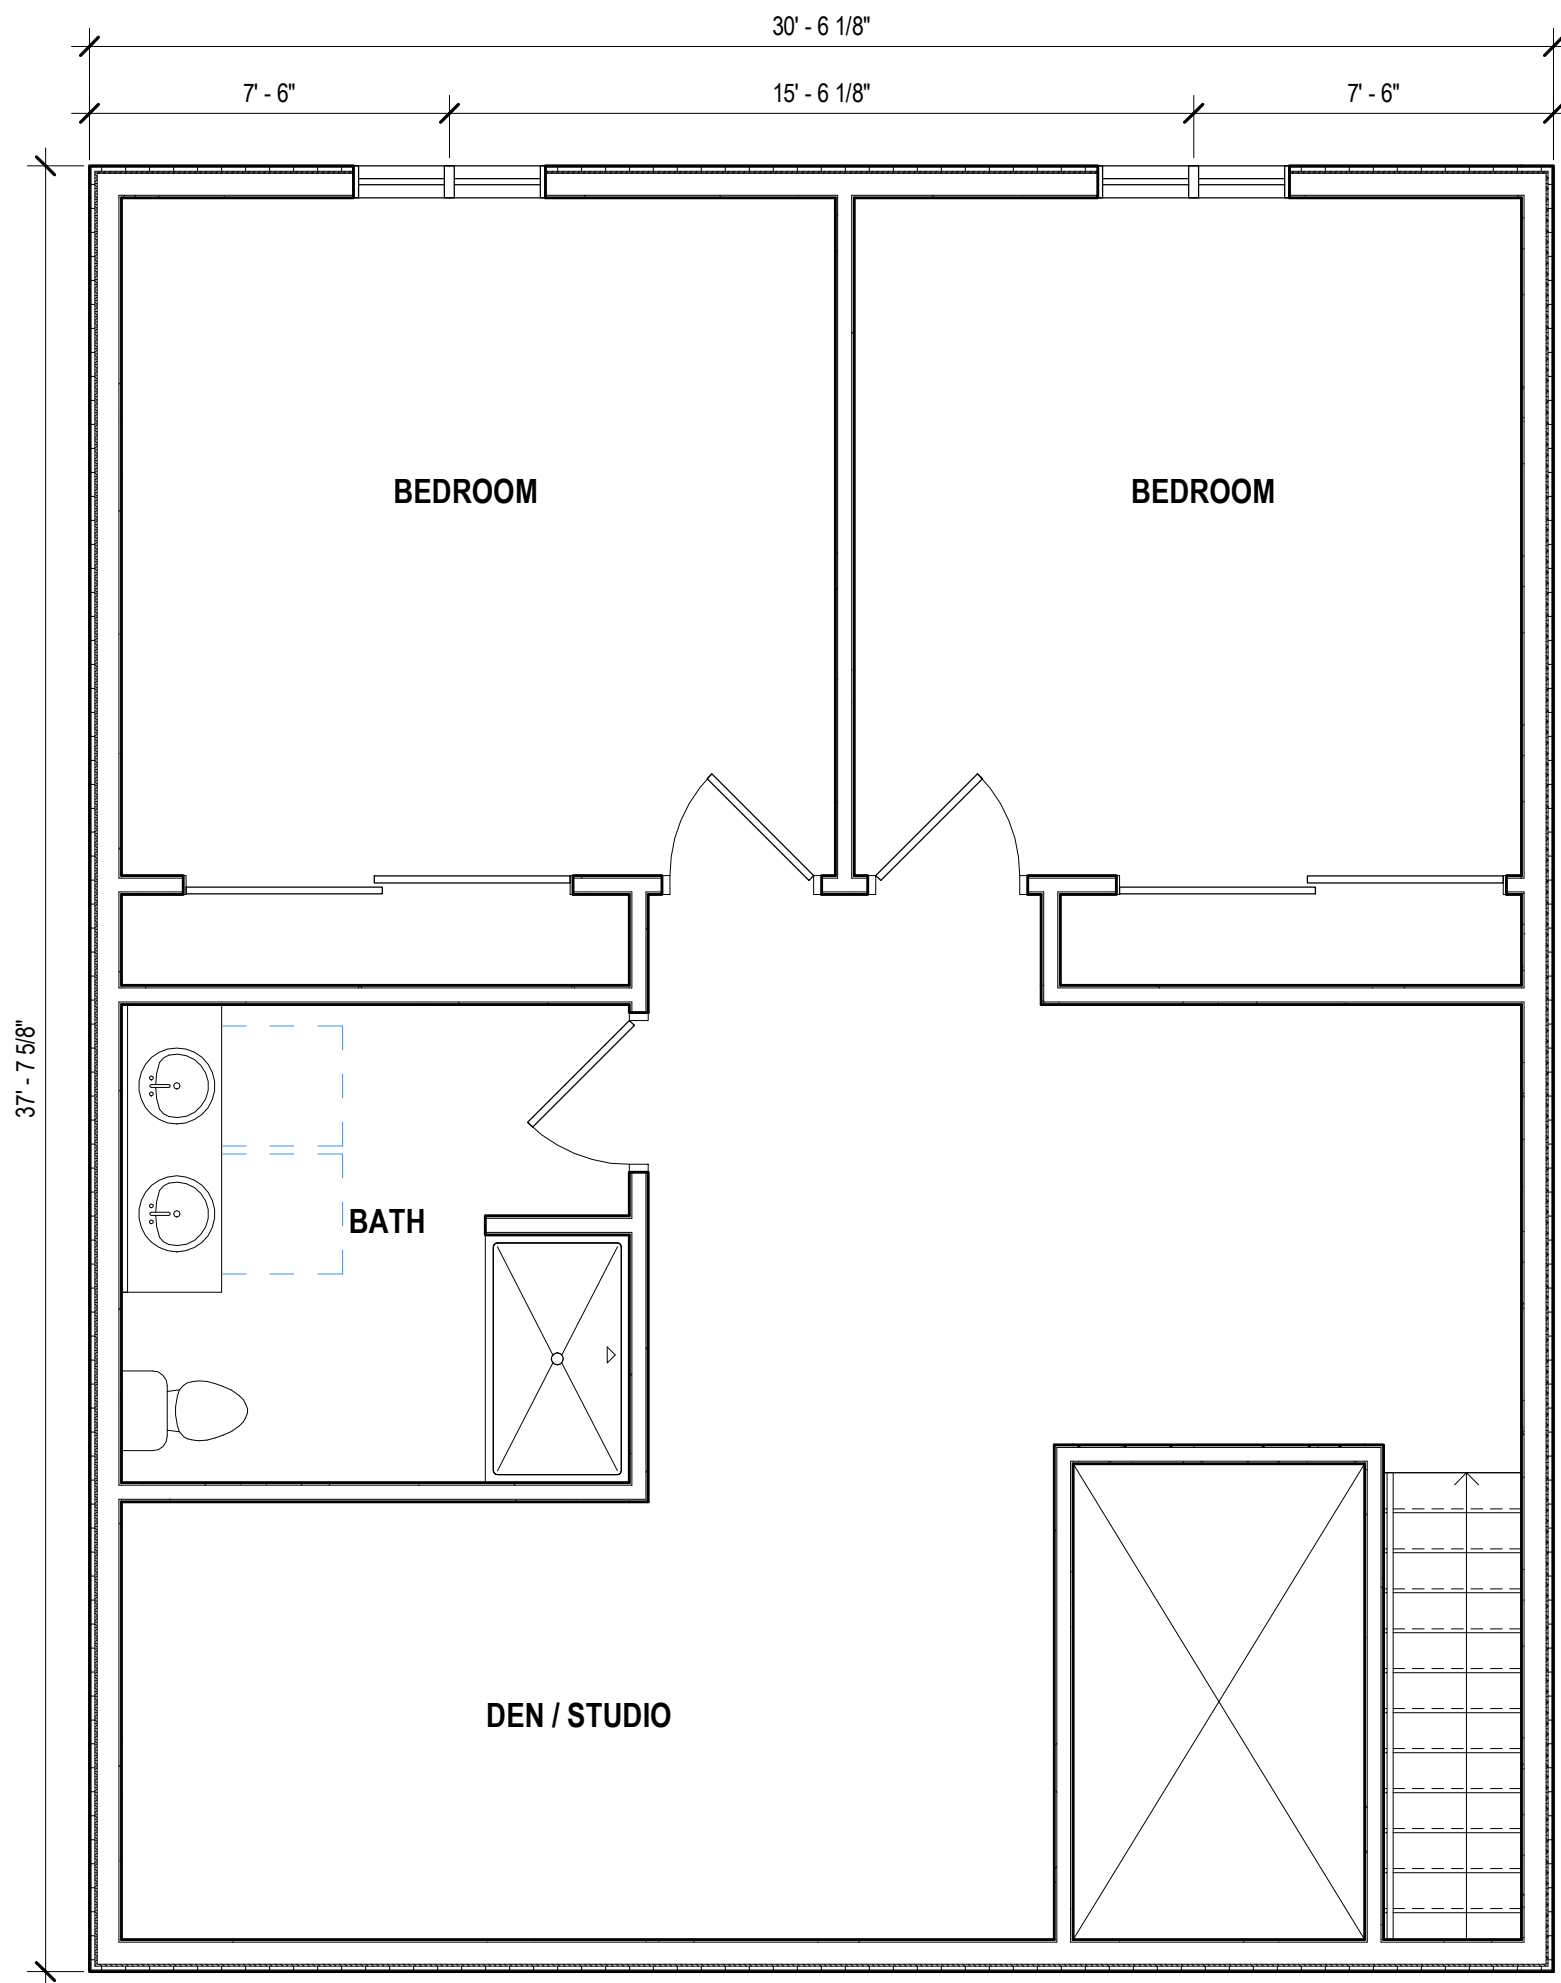 30' - 6 1/8"
7' - 6"
15' - 6 1/8"
7' - 6"
BEDROOM
BEDROOM
37' - 7 5/8"
BATH
DEN / STUDIO